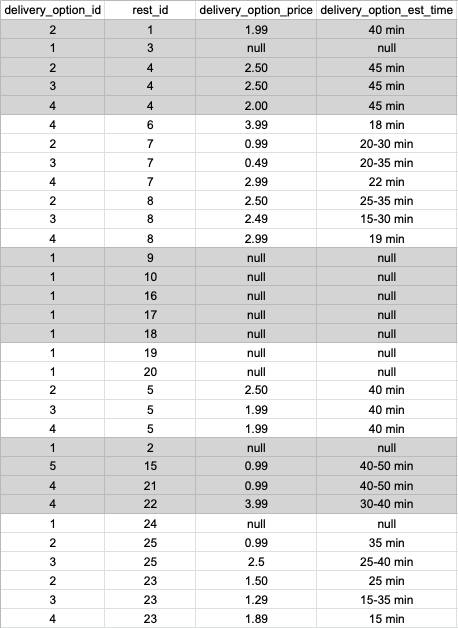 delivery_option_id rest_id delivery_option_price delivery_option_est_time
2 1 1.99 40 min
1 3 null null
2 4 2.50 45 min
3 4 2.50 45 min
4 4 2.00 45 min
4 6 3.99 18 min
2 7 0.99 20-30 min
3 7 0.49 20-35 min
4 7 2.99 22 min
2 8 2.50 25-35 min
3 8 2.49 15-30 min
4 8 2.99 19 min
1 9 null null
1 10 null null
1 16 null null
1 17 null null
1 18 null null
1 19 null null
1 20 null null
2 5 2.50 40 min
3 5 1.99 40 min
4 5 1.99 40 min
1 2 null null
5 15 0.99 40-50 min
4 21 0.99 40-50 min
4 22 3.99 30-40 min
1 24 null null
2 25 0.99 35 min
3 25 2.5 25-40 min
2 23 1.50 25 min
3 23 1.29 15-35 min
4 23 1.89 15 min